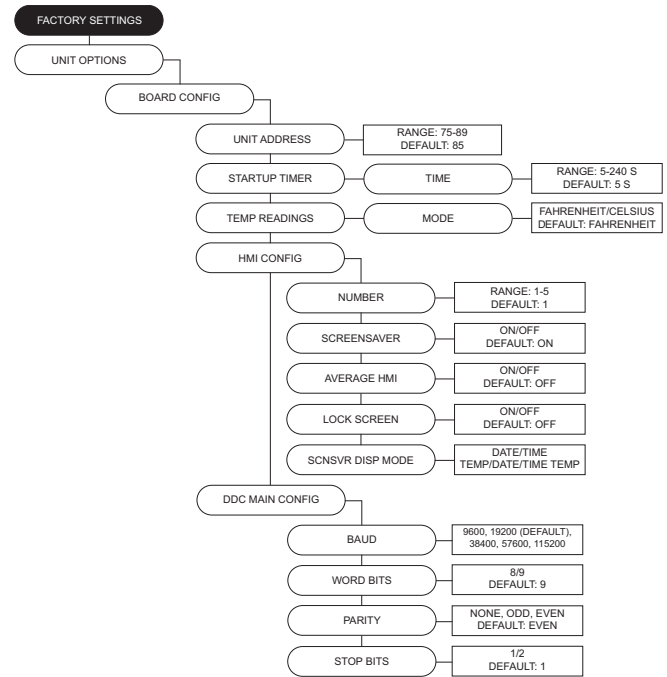 FACTORY SETTINGS
UNIT OPTIONS
BOARD CONFIG
UNIT ADDRESS
RANGE: 75-89
DEFAULT: 85
STARTUP TIMER
TIME
RANGE: 5-240 S
DEFAULT: 5 S
TEMP READINGS
MODE
FAHRENHEIT/CELSIUS
DEFAULT: FAHRENHEIT
HMI CONFIG
NUMBER
RANGE: 1-5
DEFAULT: 1
SCREENSAVER
ON/OFF
DEFAULT: ON
AVERAGE HMI
ON/OFF
DEFAULT: OFF
LOCK SCREEN
ON/OFF
DEFAULT: OFF
SCNSVR DISP MODE
DATE/TIME
TEMP/DATE/TIME TEMP
DDC MAIN CONFIG
BAUD
9600, 19200 (DEFAULT),
38400, 57600, 115200
WORD BITS
8/9
DEFAULT: 9
PARITY
NONE, ODD, EVEN
DEFAULT: EVEN
STOP BITS
1/2
DEFAULT: 1